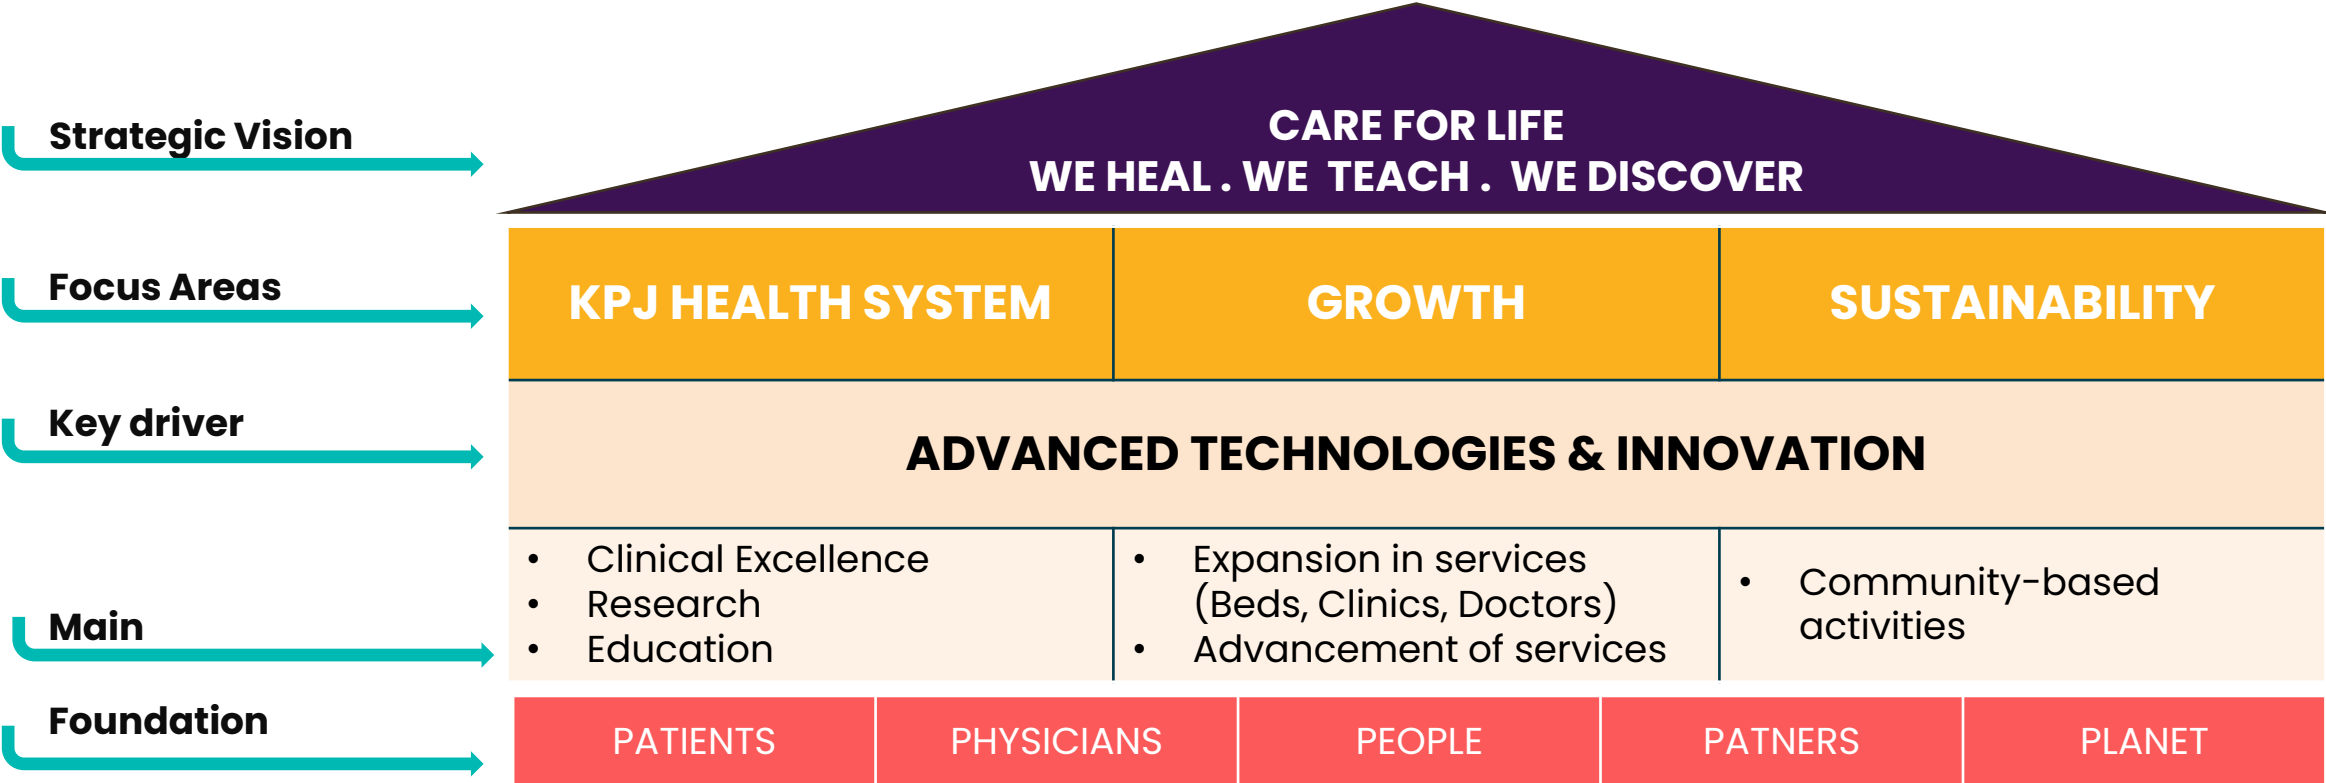 CARE FOR LIFE
Strategic Vision
WE HEAL . WE TEACH . WE DISCOVER
Focus Areas
KPJ HEALTH SYSTEM
GROWTH
SUSTAINABILITY
Key driver
ADVANCED TECHNOLOGIES & INNOVATION
Main
• Clinical Excellence
• Research
• Education
• Expansion in services
(Beds, Clinics, Doctors)
• Advancement of services
• Community-based
activities
Foundation
PATIENTS
PHYSICIANS
PEOPLE
PATNERS
PLANET